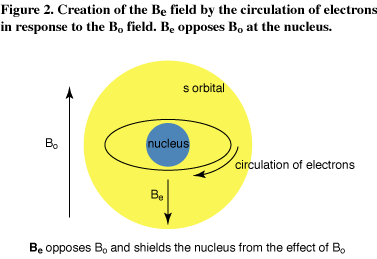 Figure 2. Creation of the Be field by the circulation of electrons
in response to the Bo field. Be opposes Bo at the nucleus.
s orbital
Bo
nucleus
circulation of electrons
Be
Be opposes Bo and shields the nucleus from the effect of Bo